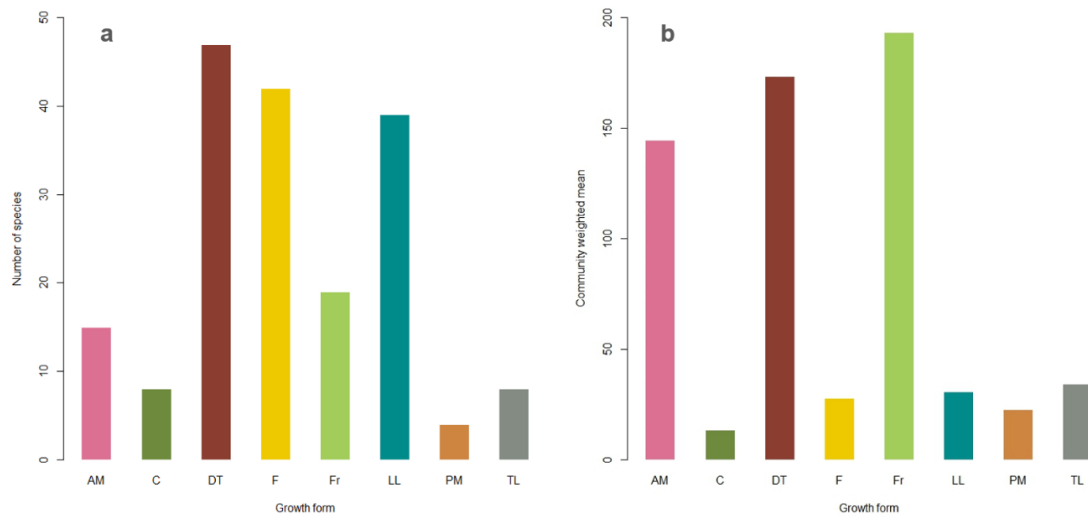 a
Number of species
50
40
30
20
10
0
AM C DT F Fr LL PM TL
Growth form
b
Community weighted mean
200
150
100
50
0
AM C DT F Fr LL PM TL
Growth form